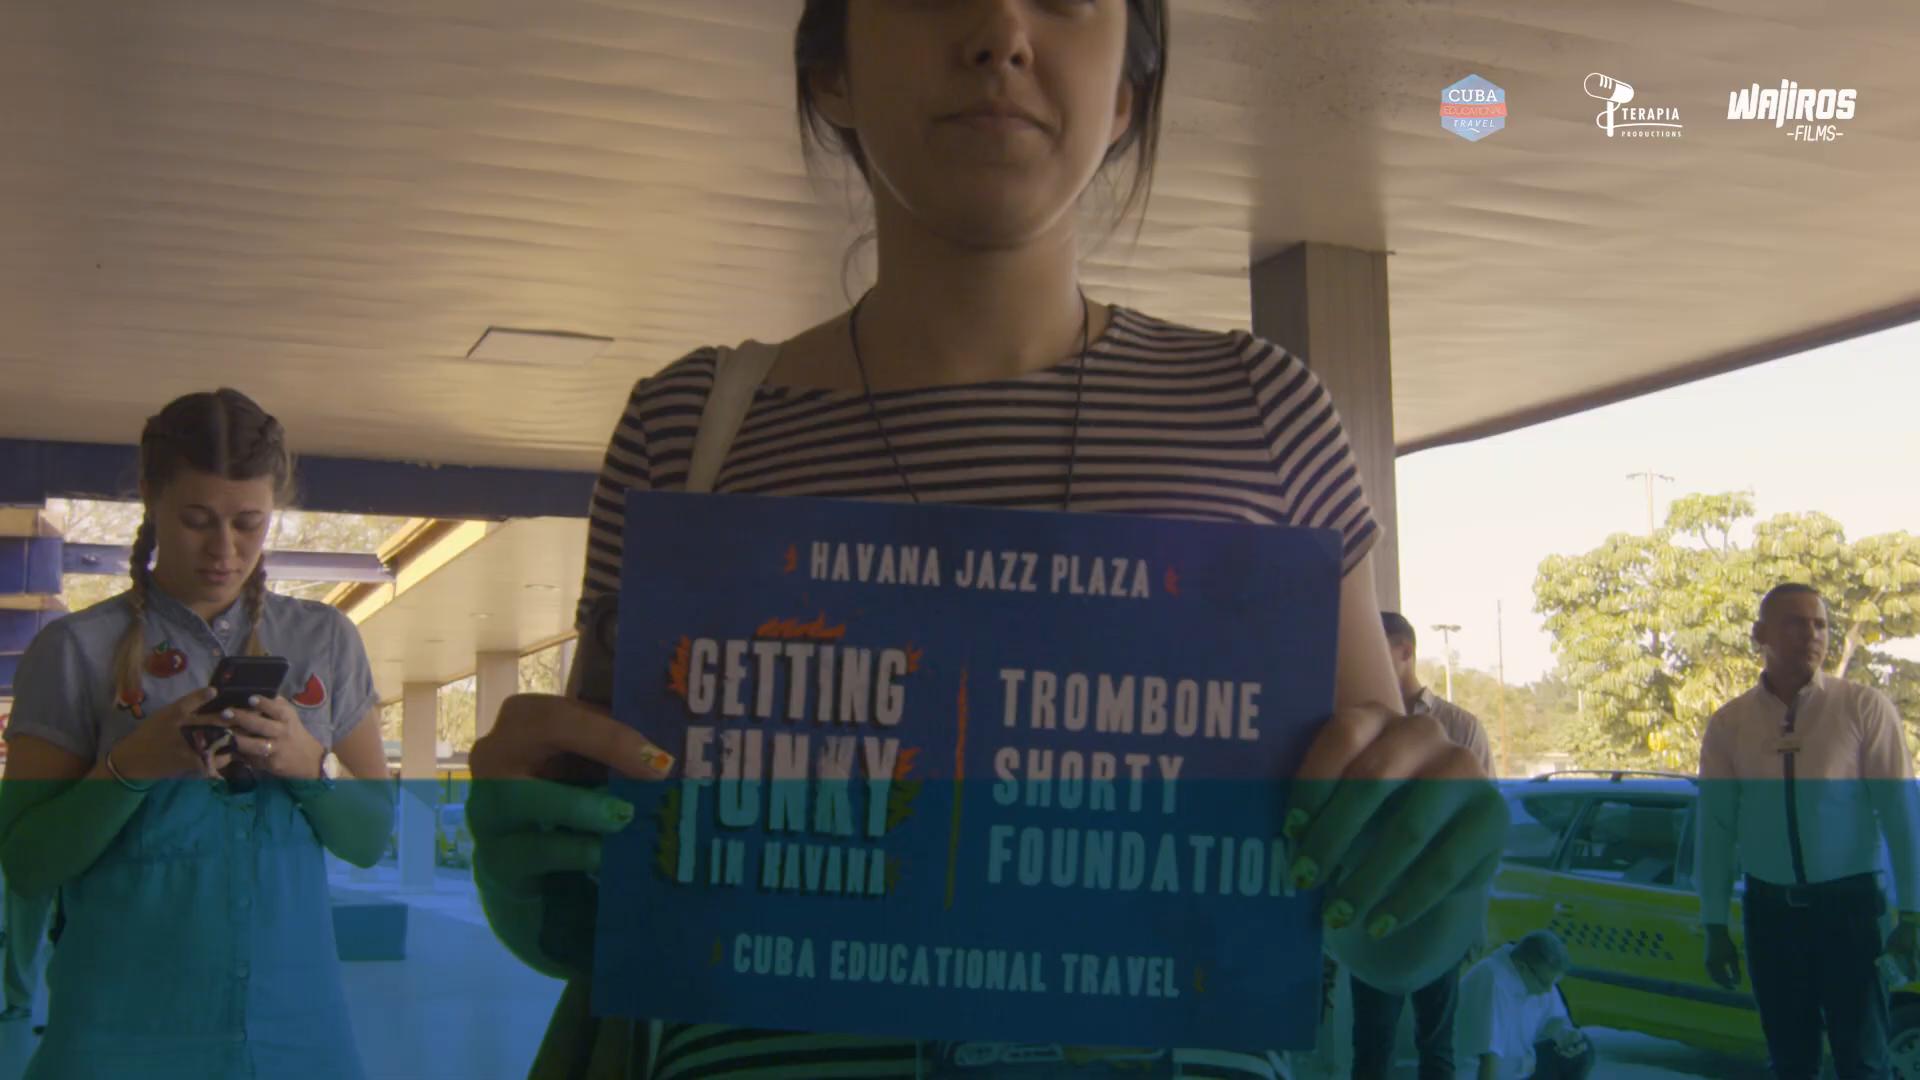 CUBA
EDUCATIONAL
TRAVEL
TERAPIA
PRODUCTIONS
WAJIROS
-FILMS-
HAVANA JAZZ PLAZA
GETTING
FUNKY
IN HAVANA
TROMBONE
SHORTY
FOUNDATION
CUBA EDUCATIONAL TRAVEL